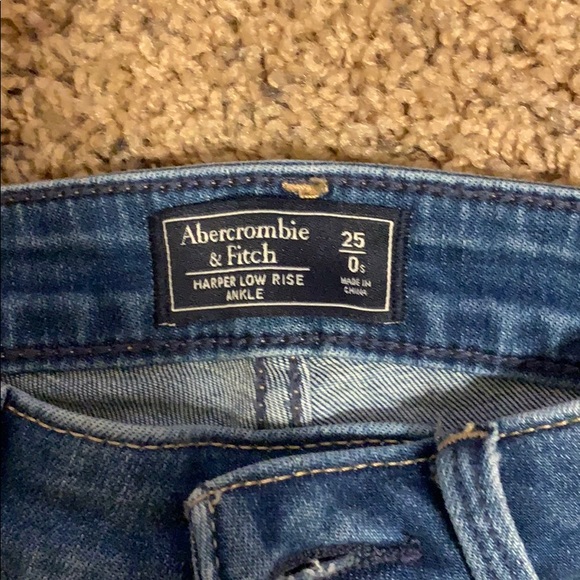 Abercrombie
& Fitch
HARPER LOW RISE
ANKLE
25
0s
MADE IN
CHINA